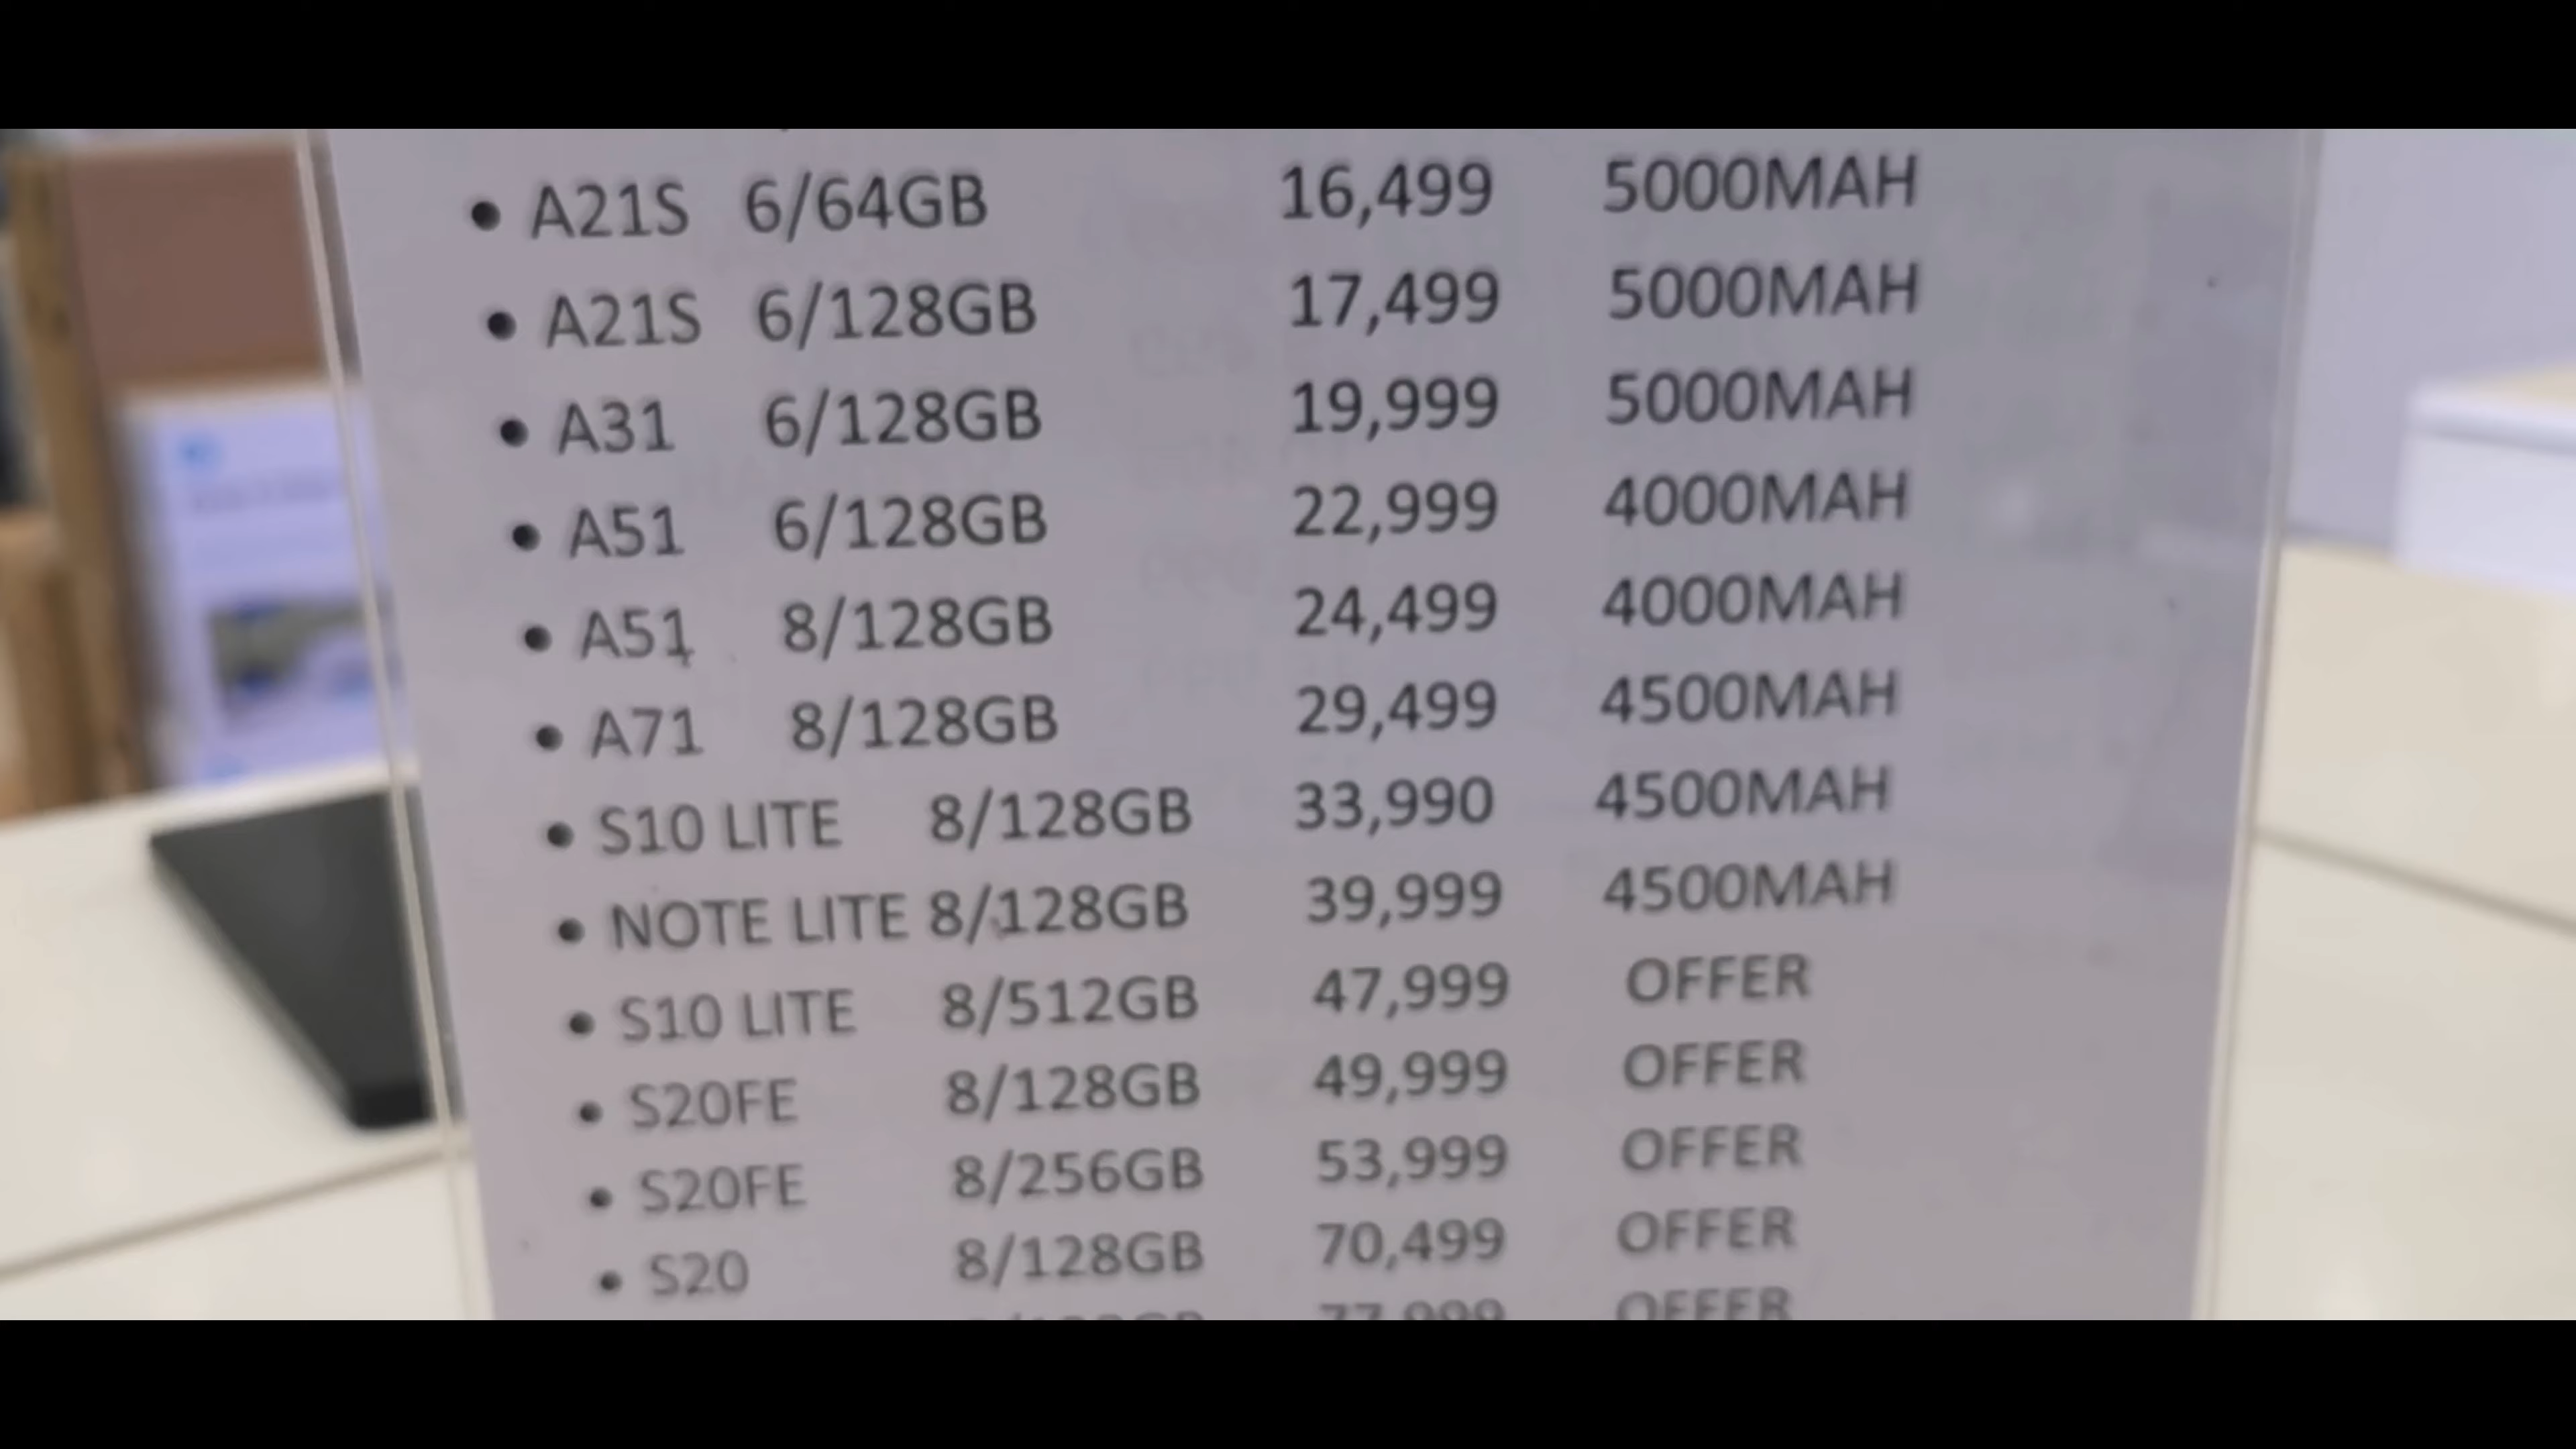 • A21S 6/64GB 16,499 5000MAH
• A21S 6/128GB 17,499 5000MAH
• A31 6/128GB 19,999 5000MAH
• A51 6/128GB 22,999 4000MAH
• A51 8/128GB 24,499 4000MAH
• A71 8/128GB 29,499 4500MAH
• S10 LITE 8/128GB 33,990 4500MAH
• NOTE LITE 8/128GB 39,999 4500MAH
• S10 LITE 8/512GB 47,999 OFFER
• S20FE 8/128GB 49,999 OFFER
• S20FE 8/256GB 53,999 OFFER
• S20 8/128GB 70,499 OFFER
77,999 OFFER